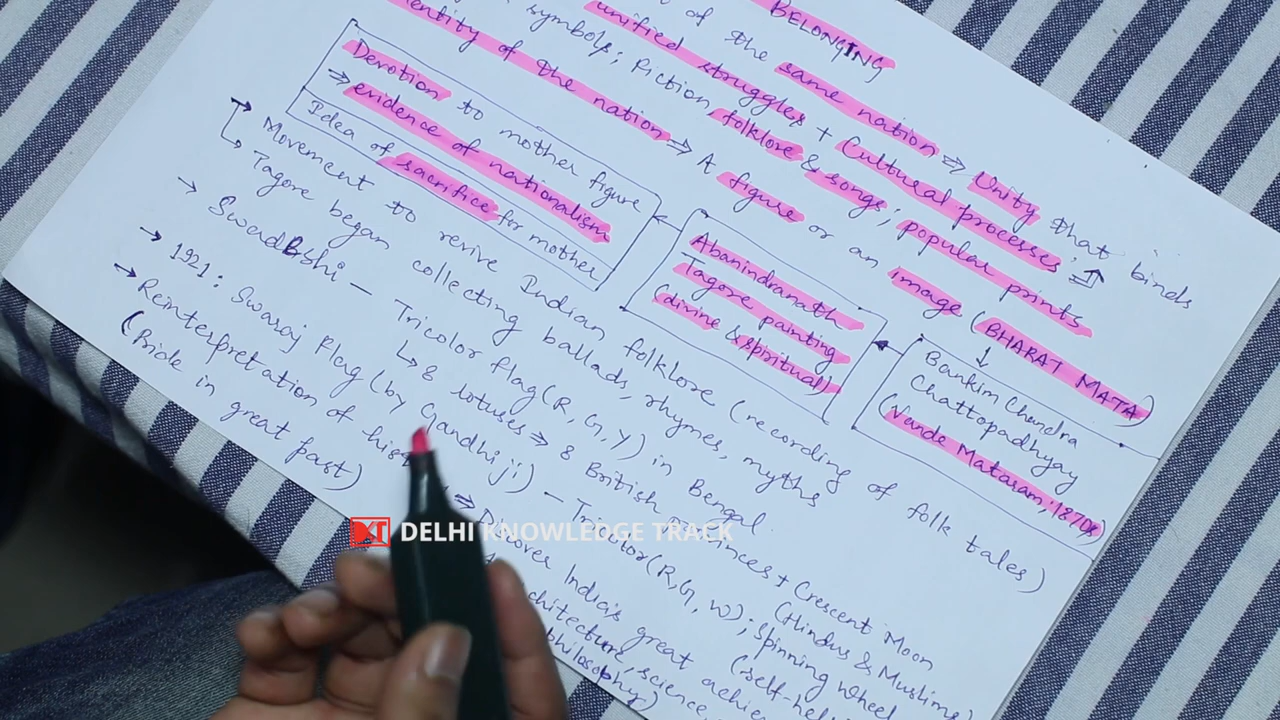 BELONGING
of the same nation ⇒ Unity that binds
unified struggles + Cultural processes
symbols; Fiction, folklore & songs, popular prints
identity of the nation ⇒ A figure or an image (BHARAT MATA)
Bankim Chandra
Chattopadhyay
(Vande Mataram, 1870s)
Abanindranath
Tagore painting
(divine & spiritual)
Devotion to mother figure
⇒ evidence of nationalism
Idea of sacrifice for mother
→ Movement to revive Indian folklore (recording of folk tales)
↳ Tagore began collecting ballads, rhymes, myths
→ Swadeshi – Tricolor flag (R, G, Y) in Bengal
↳ 8 lotuses ⇒ 8 British Provinces + Crescent Moon
(Hindus & Muslims)
→ 1921: Swaraj Flag (by Gandhiji) – Tricolor (R, G, W); Spinning wheel
(self-help
→ Reinterpretation of ⇒ Discover India's great
(Pride in great past) science,
philosophy)
DELHI KNOWLEDGE TRACK